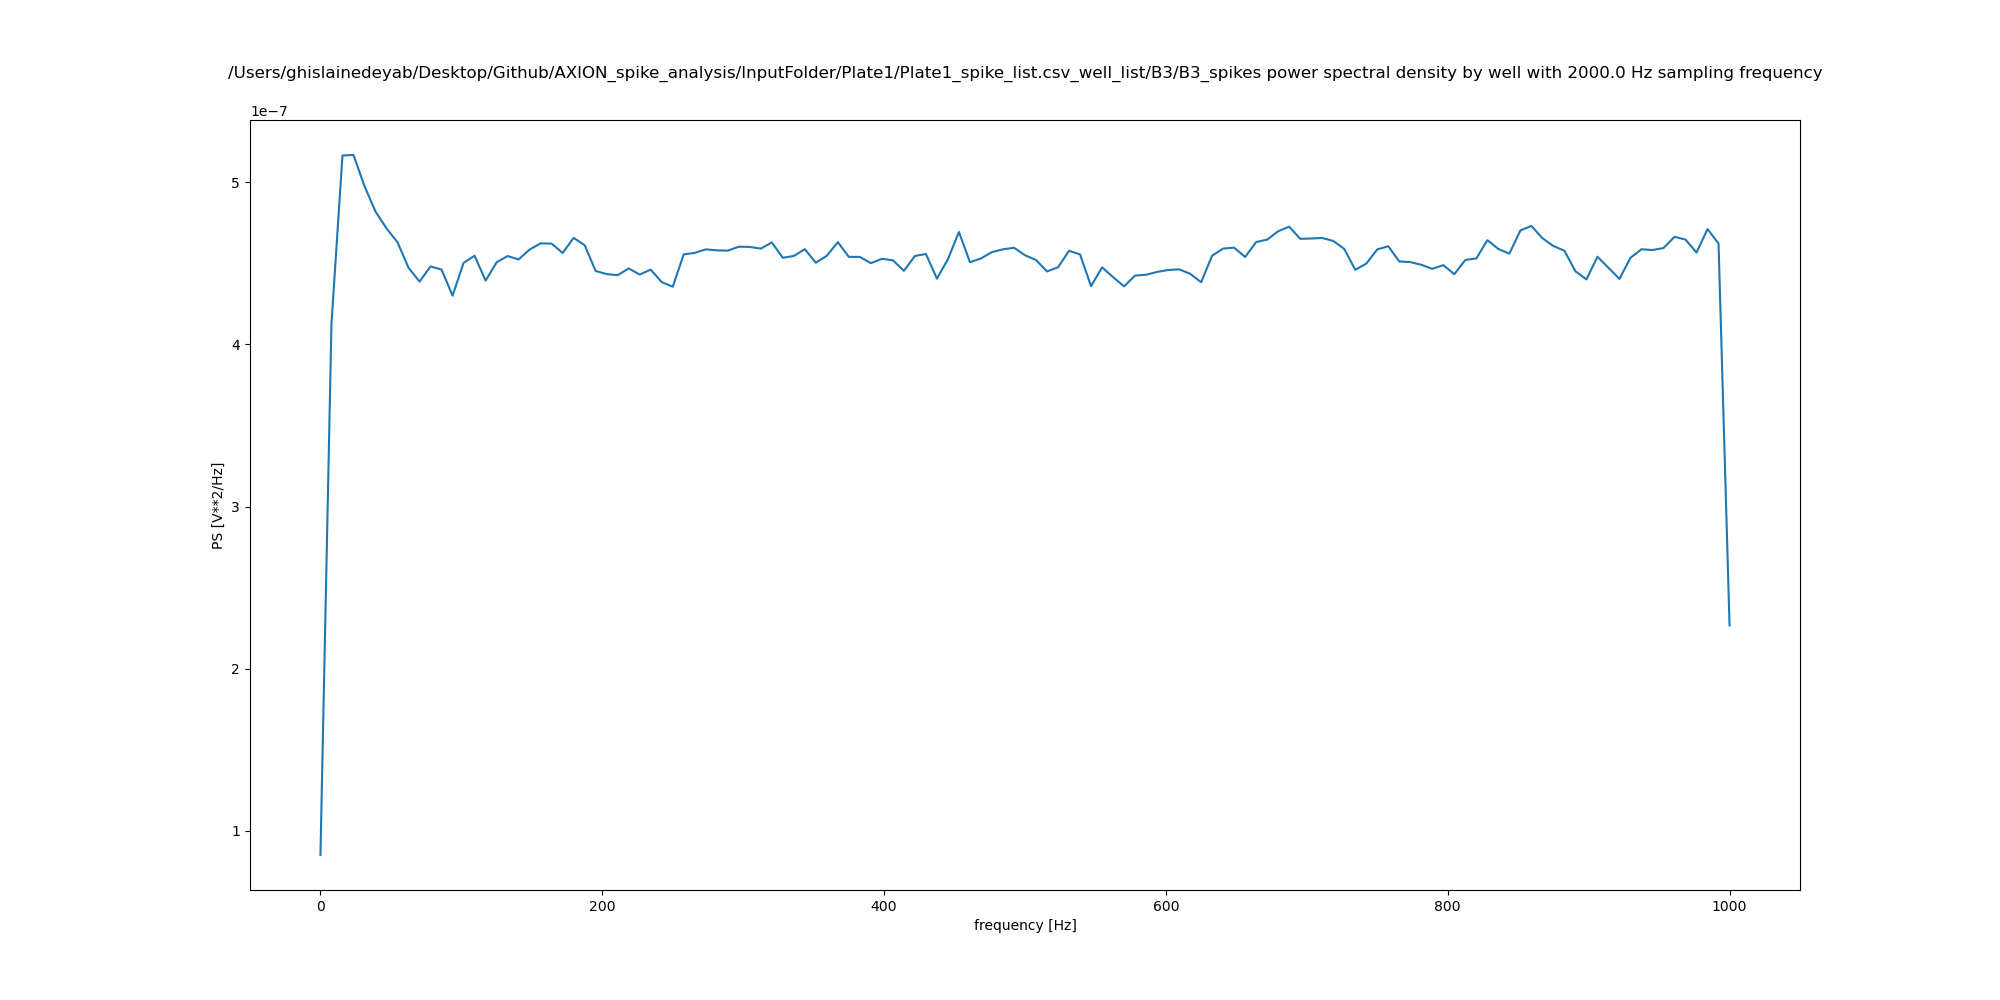 /Users/ghislainedeyab/Desktop/Github/AXION_spike_analysis/InputFolder/Plate1/Plate1_spike_list.csv_well_list/B3/B3_spikes power spectral density by well with 2000.0 Hz sampling frequency
1e−7
5
4
3
2
1
PS [V**2/Hz]
0 200 400 600 800 1000
frequency [Hz]